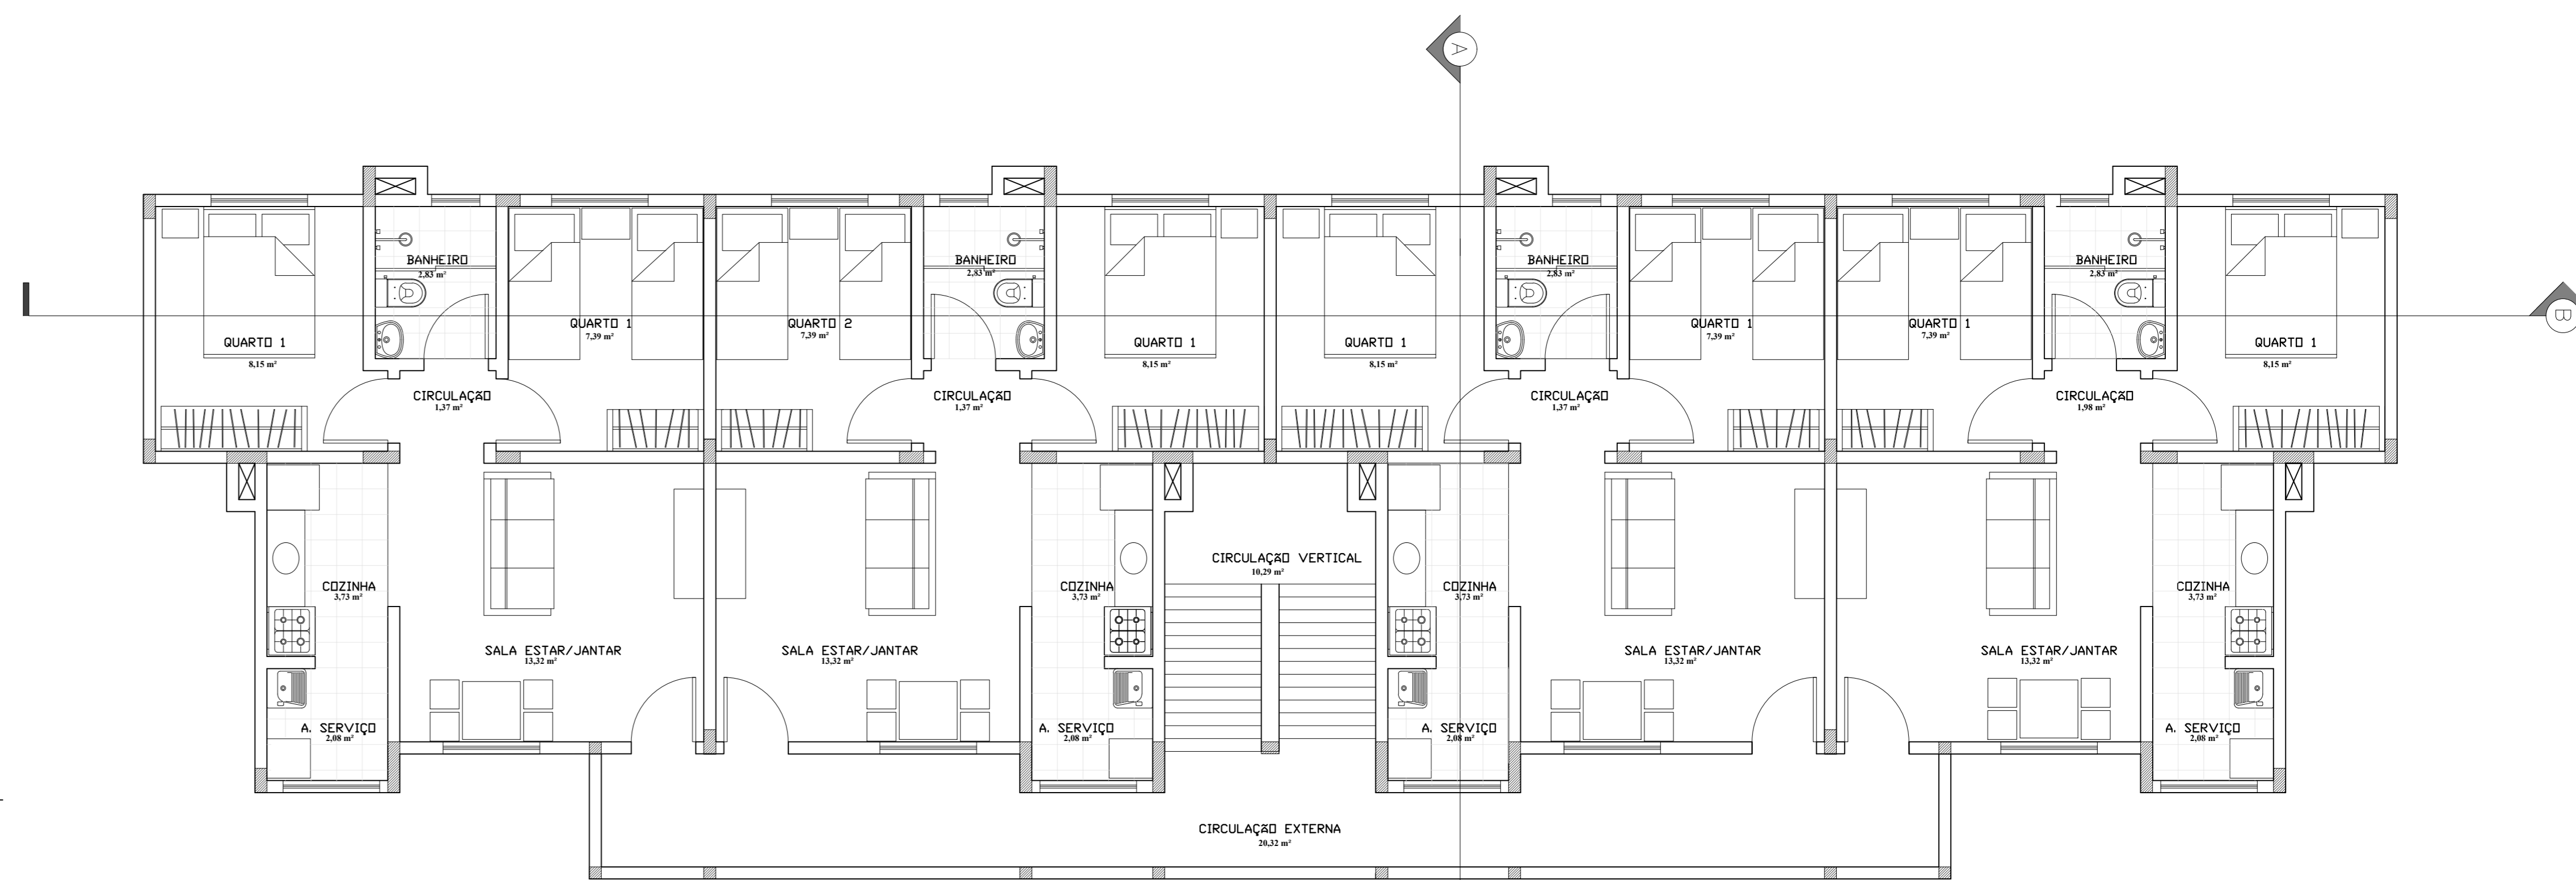 A
BANHEIRO
2,83 m²
BANHEIRO
2,83 m²
BANHEIRO
2,83 m²
BANHEIRO
2,83 m²
B
QUARTO 1
7,39 m²
QUARTO 2
7,39 m²
QUARTO 1
7,39 m²
QUARTO 1
7,39 m²
QUARTO 1
8,15 m²
QUARTO 1
8,15 m²
QUARTO 1
8,15 m²
QUARTO 1
8,15 m²
CIRCULAÇÃO
1,37 m²
CIRCULAÇÃO
1,37 m²
CIRCULAÇÃO
1,37 m²
CIRCULAÇÃO
1,98 m²
CIRCULAÇÃO VERTICAL
10,29 m²
COZINHA
3,73 m²
COZINHA
3,73 m²
COZINHA
3,73 m²
COZINHA
3,73 m²
SALA ESTAR/JANTAR
13,32 m²
SALA ESTAR/JANTAR
13,32 m²
SALA ESTAR/JANTAR
13,32 m²
SALA ESTAR/JANTAR
13,32 m²
A. SERVIÇO
2,08 m²
A. SERVIÇO
2,08 m²
A. SERVIÇO
2,08 m²
A. SERVIÇO
2,08 m²
CIRCULAÇÃO EXTERNA
20,32 m²